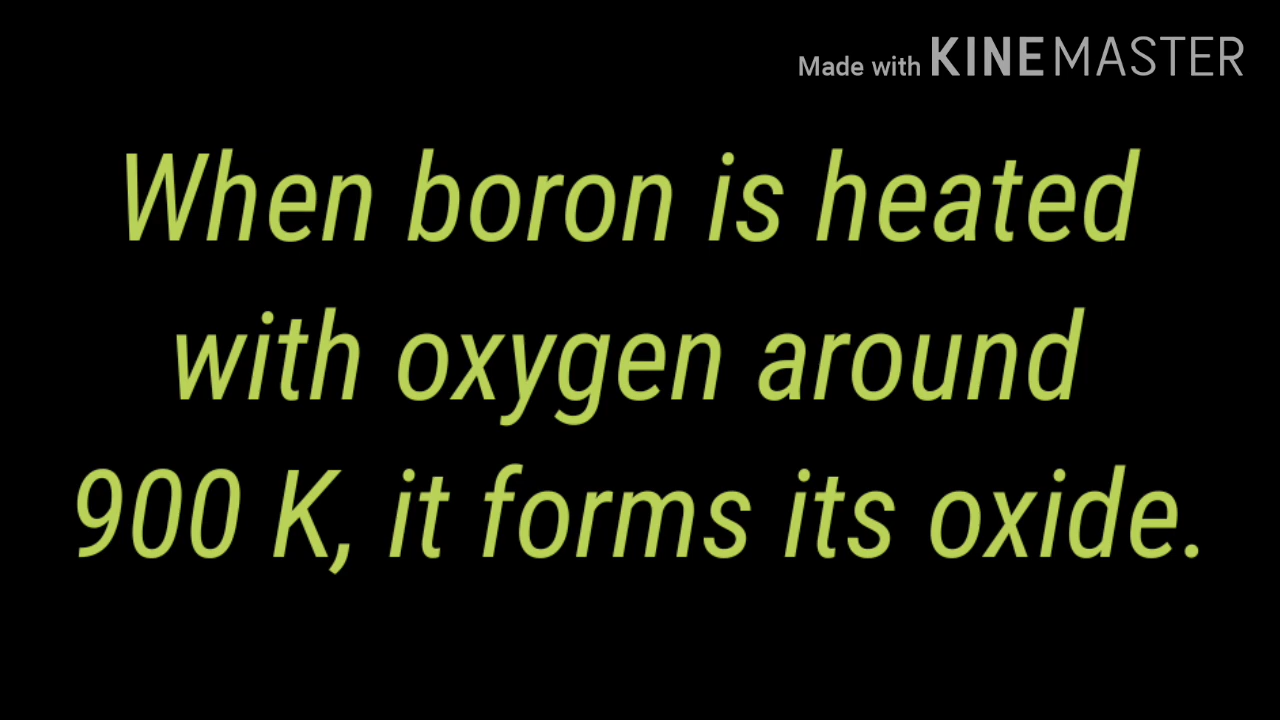 Made with KINEMASTER
When boron is heated
with oxygen around
900 K, it forms its oxide.